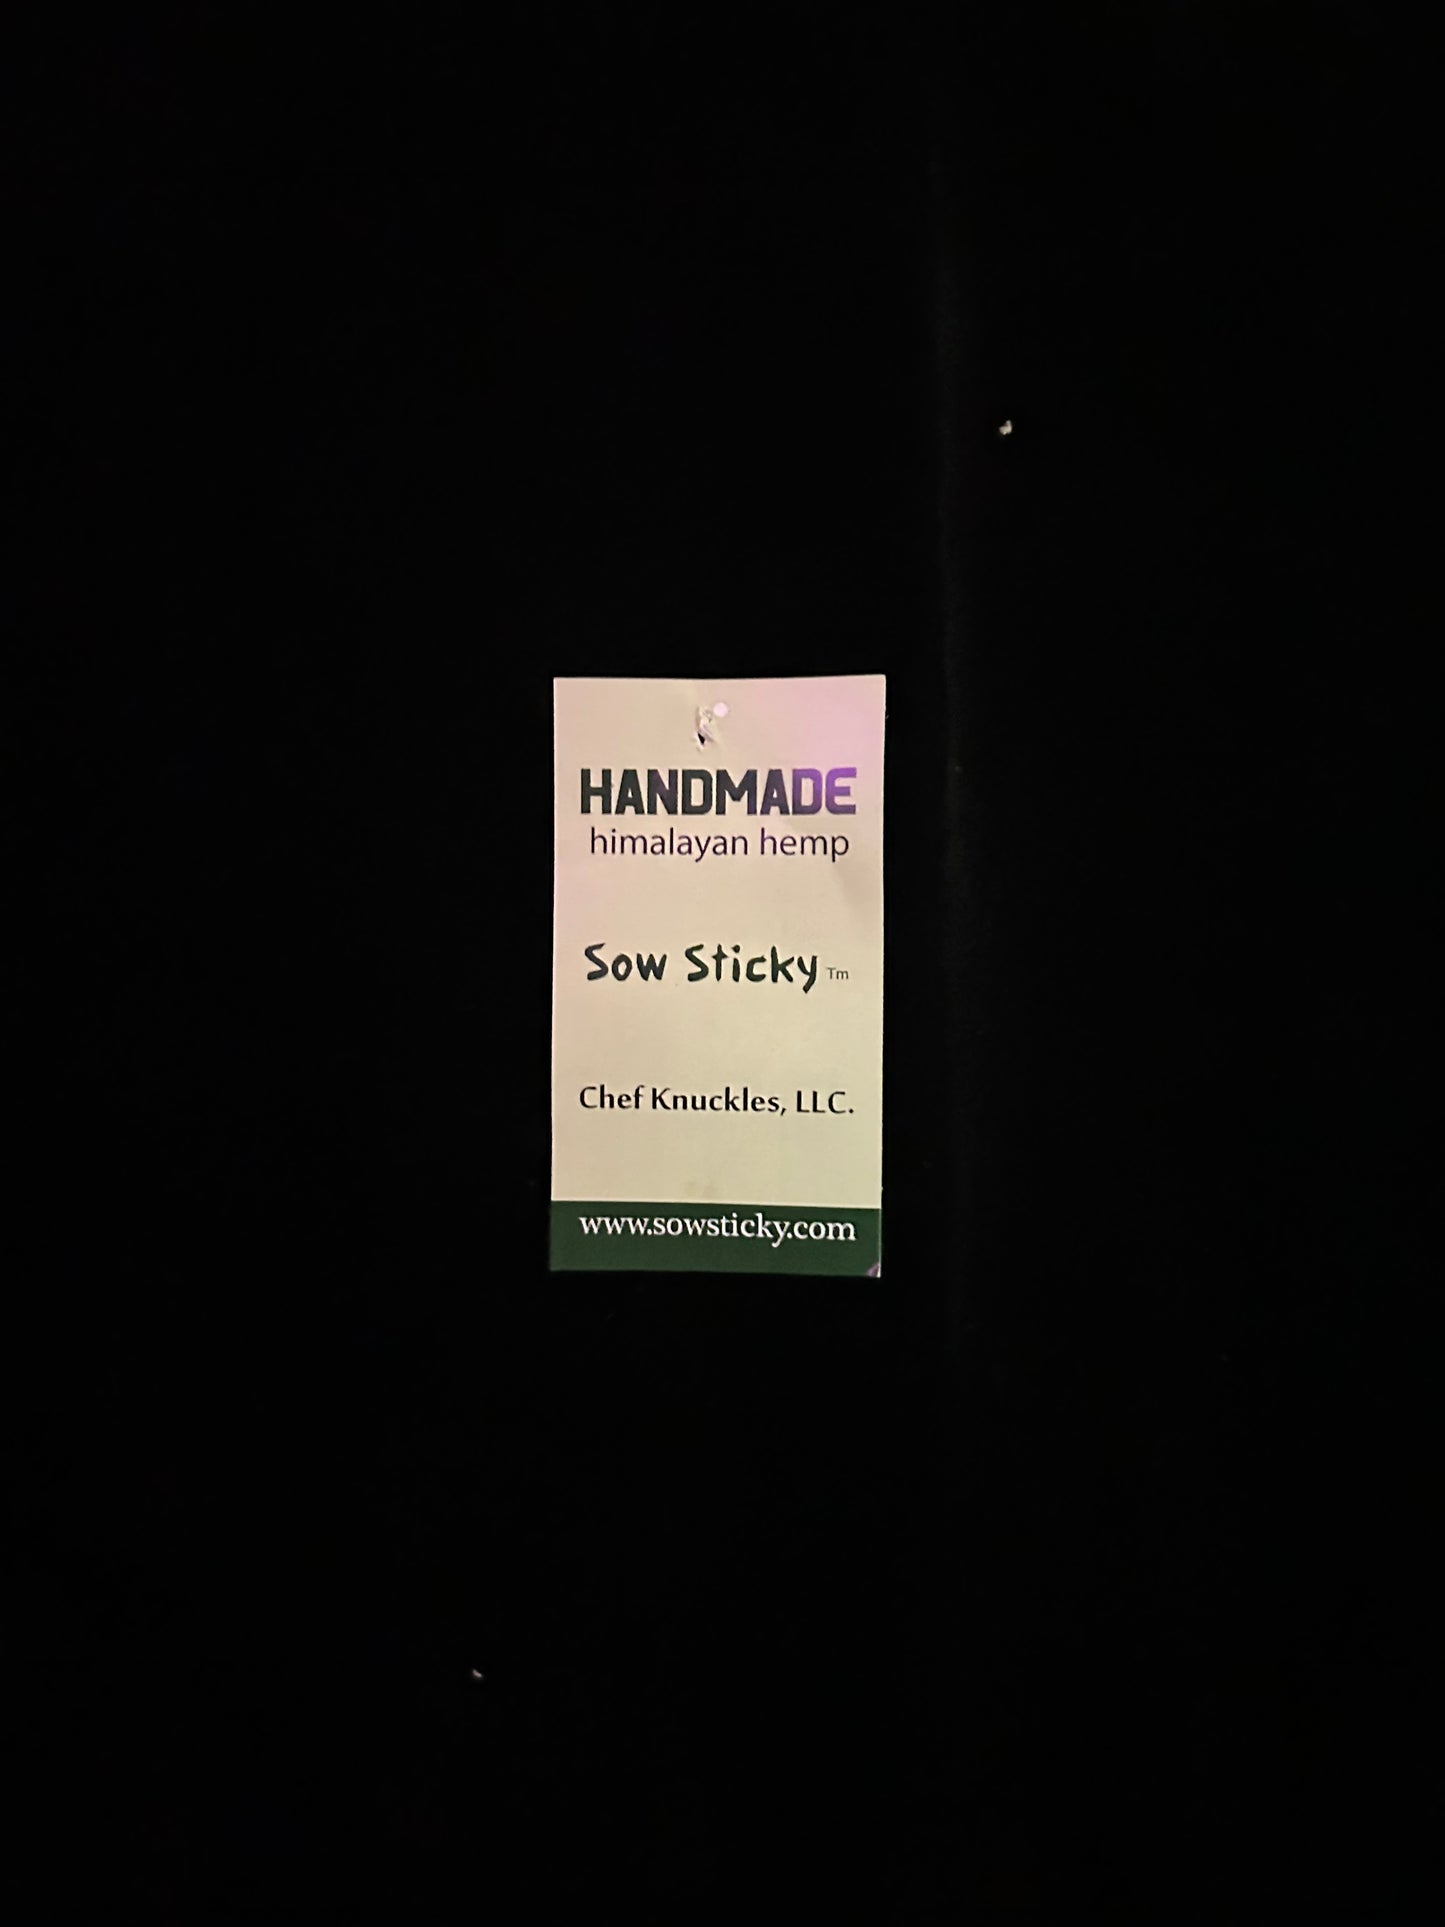 HANDMADE
himalayan hemp
Sow Sticky Tm
Chef Knuckles, LLC.
www.sowsticky.com